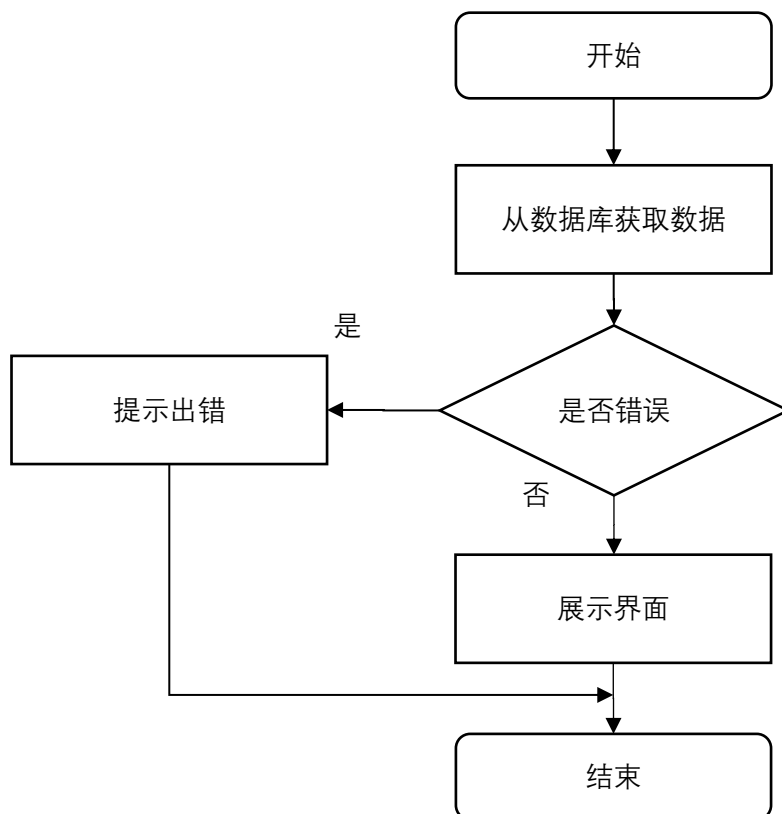 开始
从数据库获取数据
是
提示出错
是否错误
否
展示界面
结束